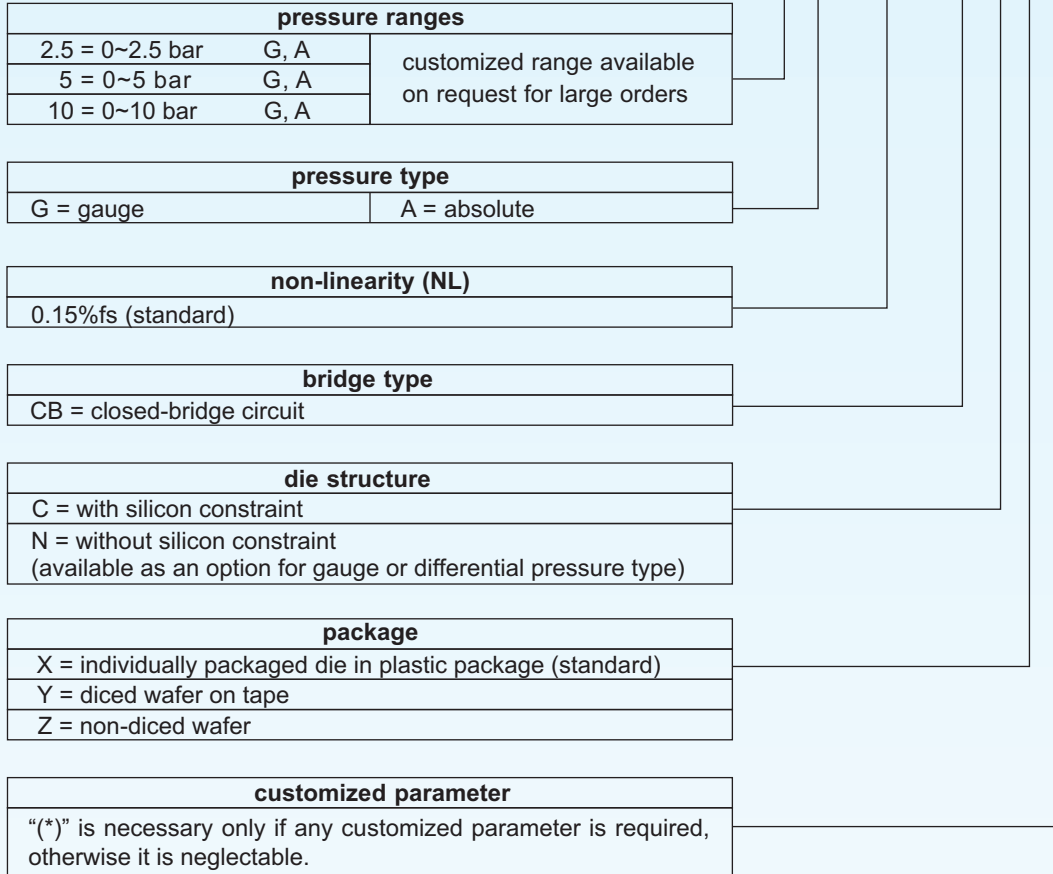 pressure ranges
2.5 = 0~2.5 bar G, A
5 = 0~5 bar G, A
10 = 0~10 bar G, A
customized range available
on request for large orders
pressure type
G = gauge A = absolute
non-linearity (NL)
0.15%fs (standard)
bridge type
CB = closed-bridge circuit
die structure
C = with silicon constraint
N = without silicon constraint
(available as an option for gauge or differential pressure type)
package
X = individually packaged die in plastic package (standard)
Y = diced wafer on tape
Z = non-diced wafer
customized parameter
“(*)” is necessary only if any customized parameter is required,
otherwise it is neglectable.